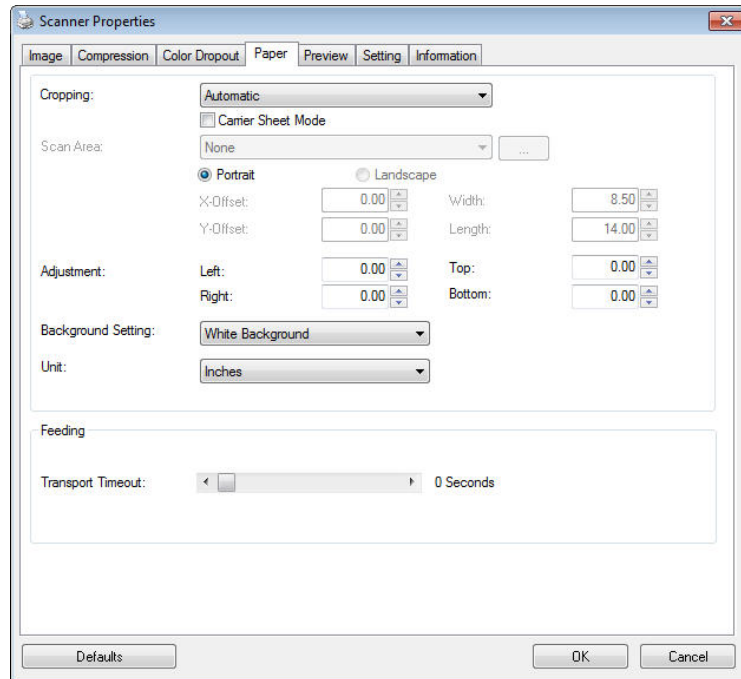 Scanner Properties
Image Compression Color Dropout Paper Preview Setting Information
Cropping: Automatic
Carrier Sheet Mode
Scan Area: None ...
Portrait Landscape
X-Offset: 0.00 Width: 8.50
Y-Offset: 0.00 Length: 14.00
Adjustment: Left: 0.00 Top: 0.00
Right: 0.00 Bottom: 0.00
Background Setting: White Background
Unit: Inches
Feeding
Transport Timeout: 0 Seconds
Defaults OK Cancel